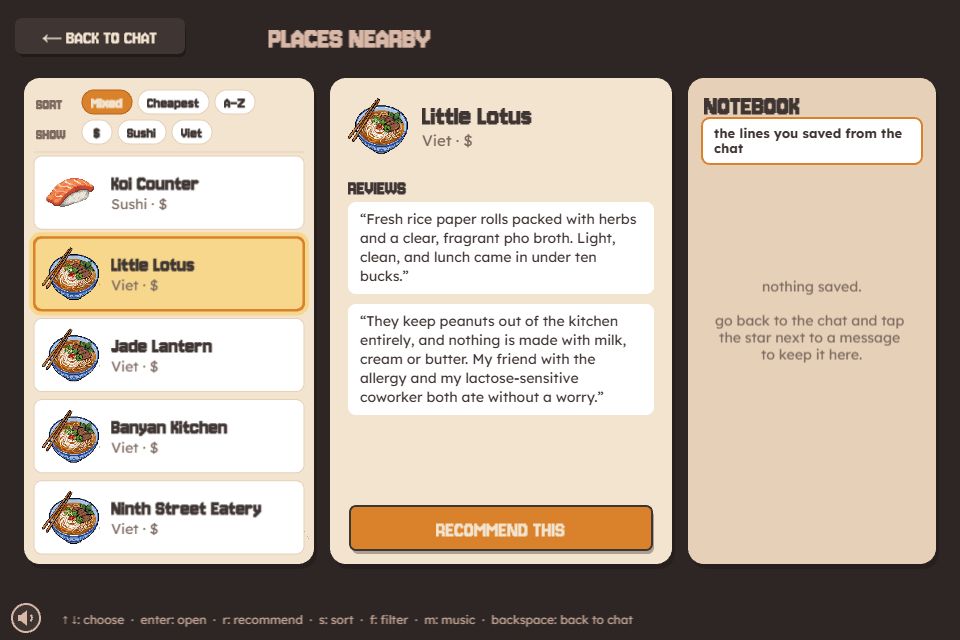 ← BACK TO CHAT
PLACES NEARBY
SORT Mixed Cheapest A-Z
SHOW $ Sushi Viet
Koi Counter
Sushi · $
Little Lotus
Viet · $
Jade Lantern
Viet · $
Banyan Kitchen
Viet · $
Ninth Street Eatery
Viet · $
Little Lotus
Viet · $
REVIEWS
“Fresh rice paper rolls packed with herbs
and a clear, fragrant pho broth. Light,
clean, and lunch came in under ten
bucks.”
“They keep peanuts out of the kitchen
entirely, and nothing is made with milk,
cream or butter. My friend with the
allergy and my lactose-sensitive
coworker both ate without a worry.”
RECOMMEND THIS
NOTEBOOK
the lines you saved from the
chat
nothing saved.
go back to the chat and tap
the star next to a message
to keep it here.
↑↓: choose · enter: open · r: recommend · s: sort · f: filter · m: music · backspace: back to chat